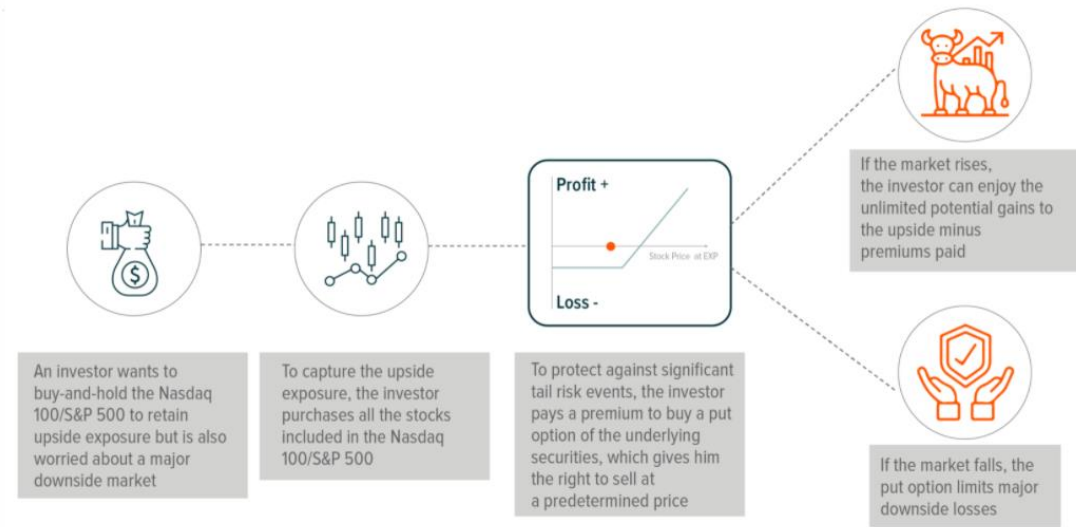 An investor wants to
buy-and-hold the Nasdaq
100/S&P 500 to retain
upside exposure but is also
worried about a major
downside market
To capture the upside
exposure, the investor
purchases all the stocks
included in the Nasdaq
100/S&P 500
Profit +
Stock Price at EXP
Loss -
To protect against significant
tail risk events, the investor
pays a premium to buy a put
option of the underlying
securities, which gives him
the right to sell at
a predetermined price
If the market rises,
the investor can enjoy the
unlimited potential gains to
the upside minus
premiums paid
If the market falls, the
put option limits major
downside losses
$